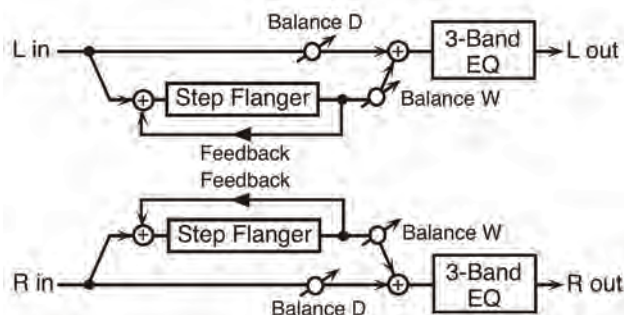 Balance D
L in
3-Band
EQ
L out
Step Flanger
Balance W
Feedback
Feedback
Step Flanger
Balance W
R in
3-Band
EQ
R out
Balance D